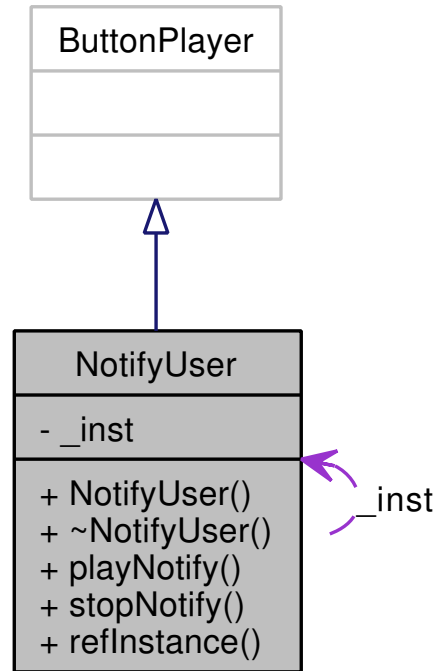 ButtonPlayer
NotifyUser
- _inst
+ NotifyUser()
+ ~NotifyUser()
+ playNotify()
+ stopNotify()
+ refInstance()
_inst